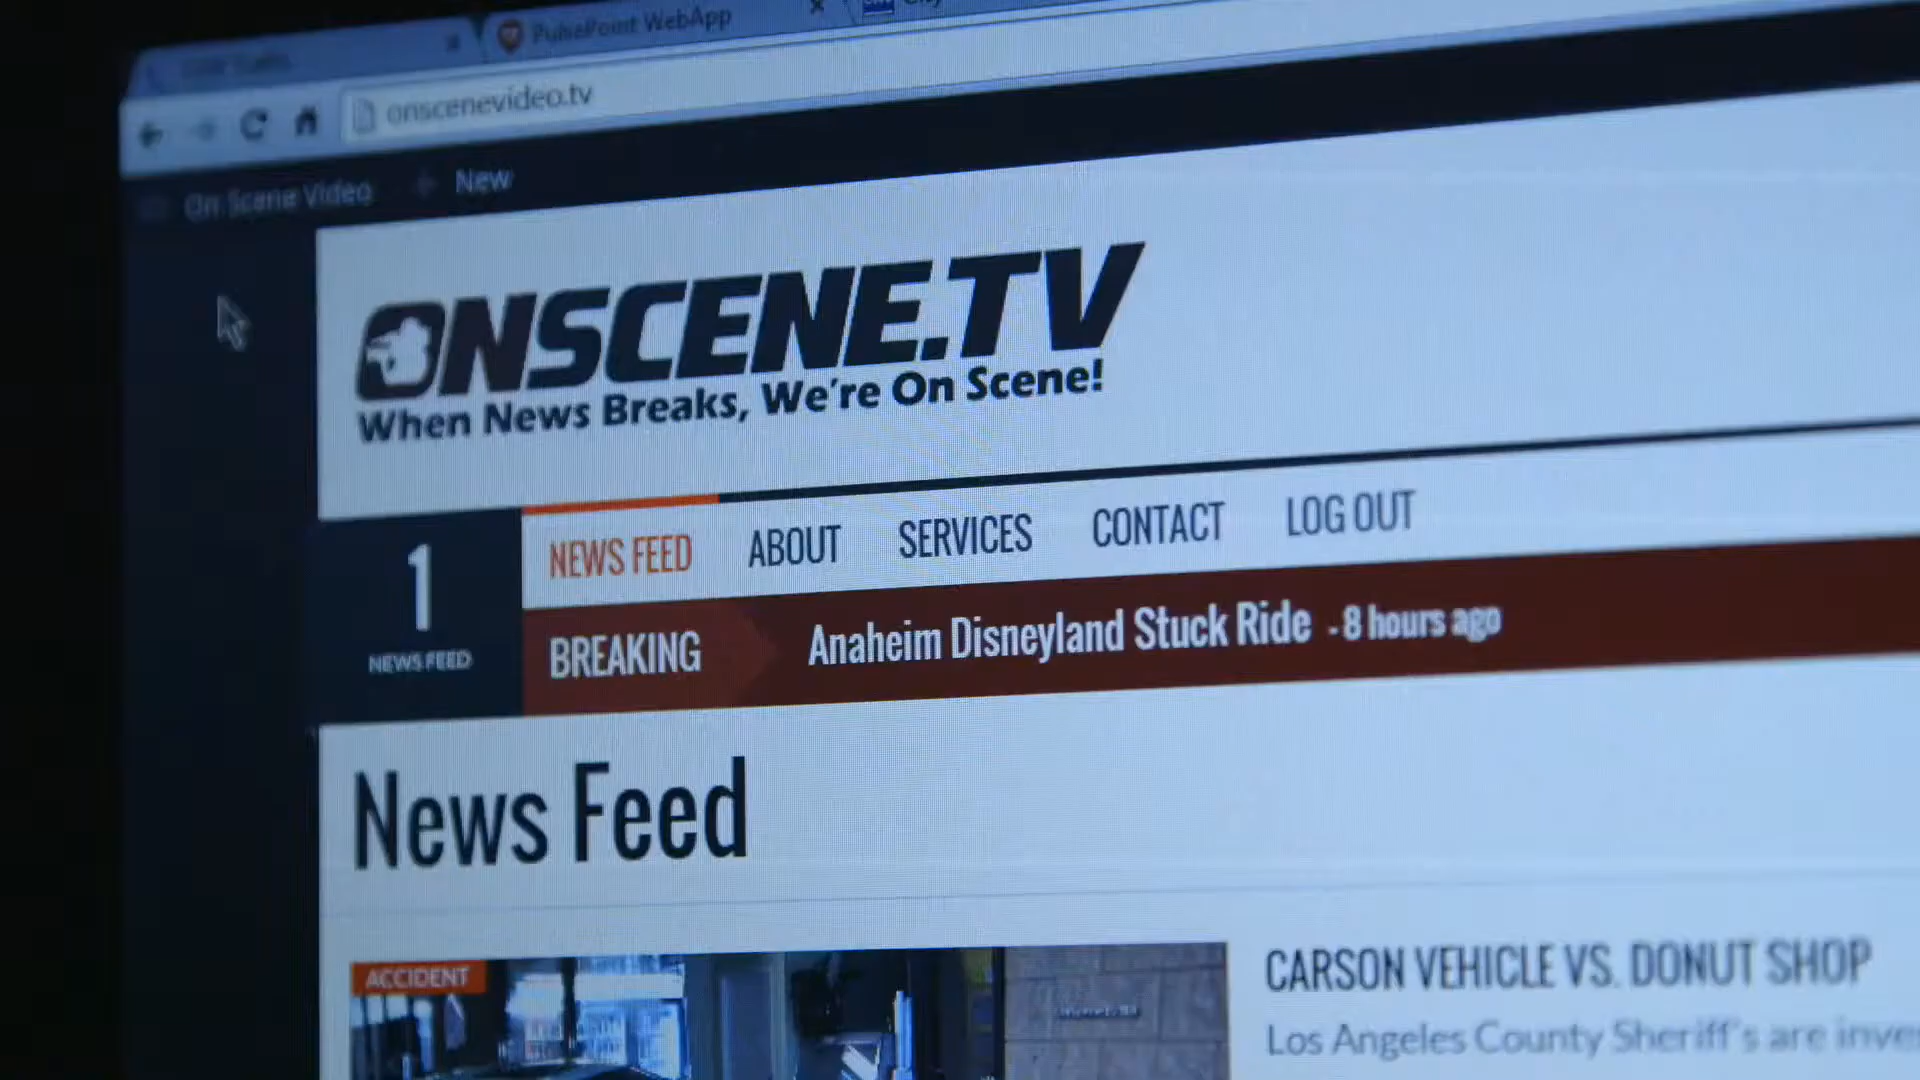 PulsePoint WebApp
onscenevideo.tv
On Scene Video
New
ONSCENE.TV
When News Breaks, We're On Scene!
NEWS FEED ABOUT SERVICES CONTACT LOG OUT
1
NEWS FEED
BREAKING
Anaheim Disneyland Stuck Ride - 8 hours ago
News Feed
ACCIDENT
CARSON VEHICLE VS. DONUT SHOP
Los Angeles County Sheriff's are inve